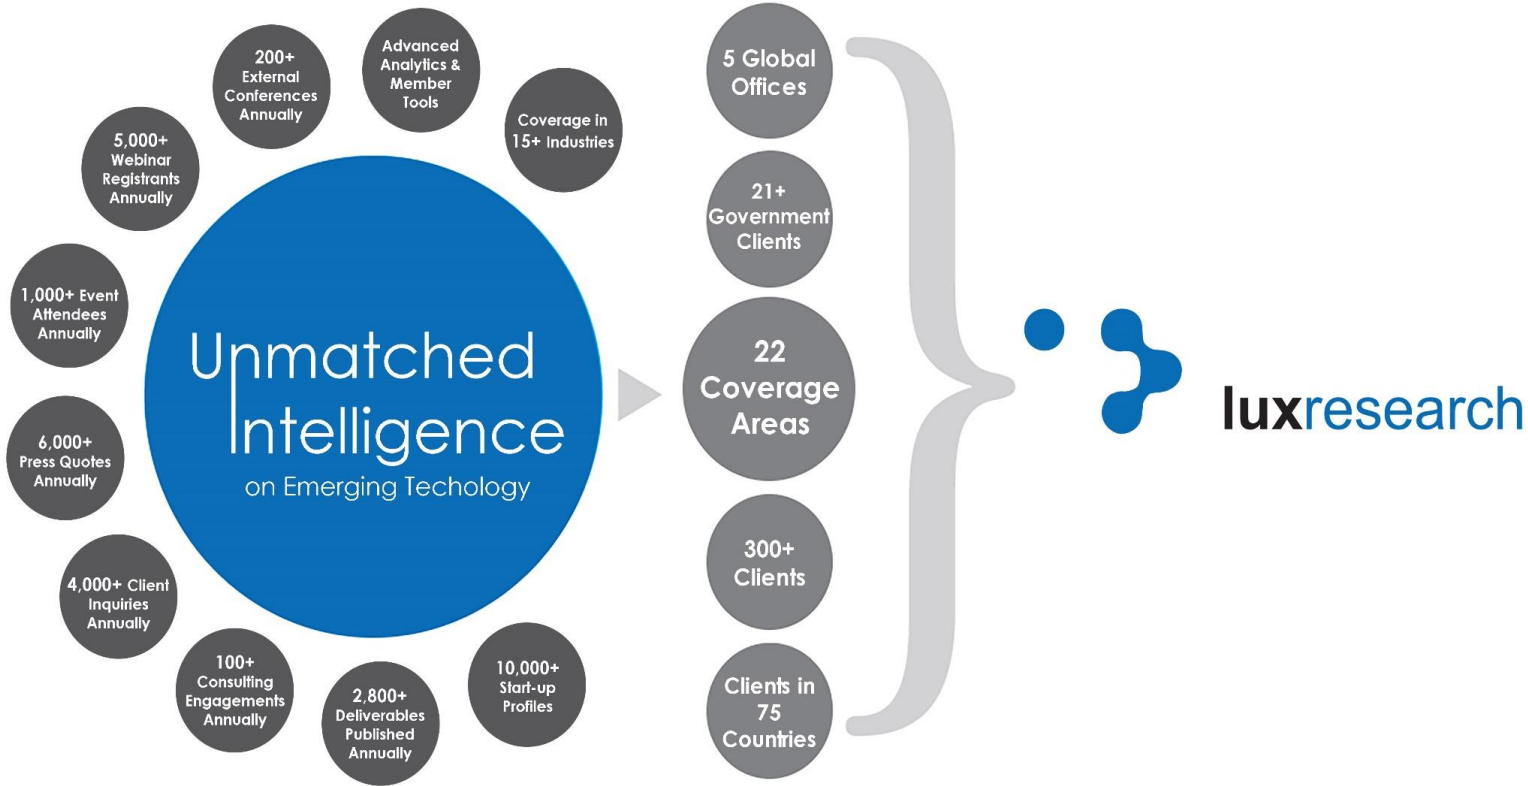 Advanced
Analytics &
Member
Tools
200+
External
Conferences
Annually
Coverage in
15+ Industries
5,000+
Webinar
Registrants
Annually
1,000+ Event
Attendees
Annually
6,000+
Press Quotes
Annually
4,000+ Client
Inquiries
Annually
100+
Consulting
Engagements
Annually
2,800+
Deliverables
Published
Annually
10,000+
Start-up
Profiles
Unmatched
Intelligence
on Emerging Techology
5 Global
Offices
21+
Government
Clients
22
Coverage
Areas
300+
Clients
Clients in
75
Countries
luxresearch